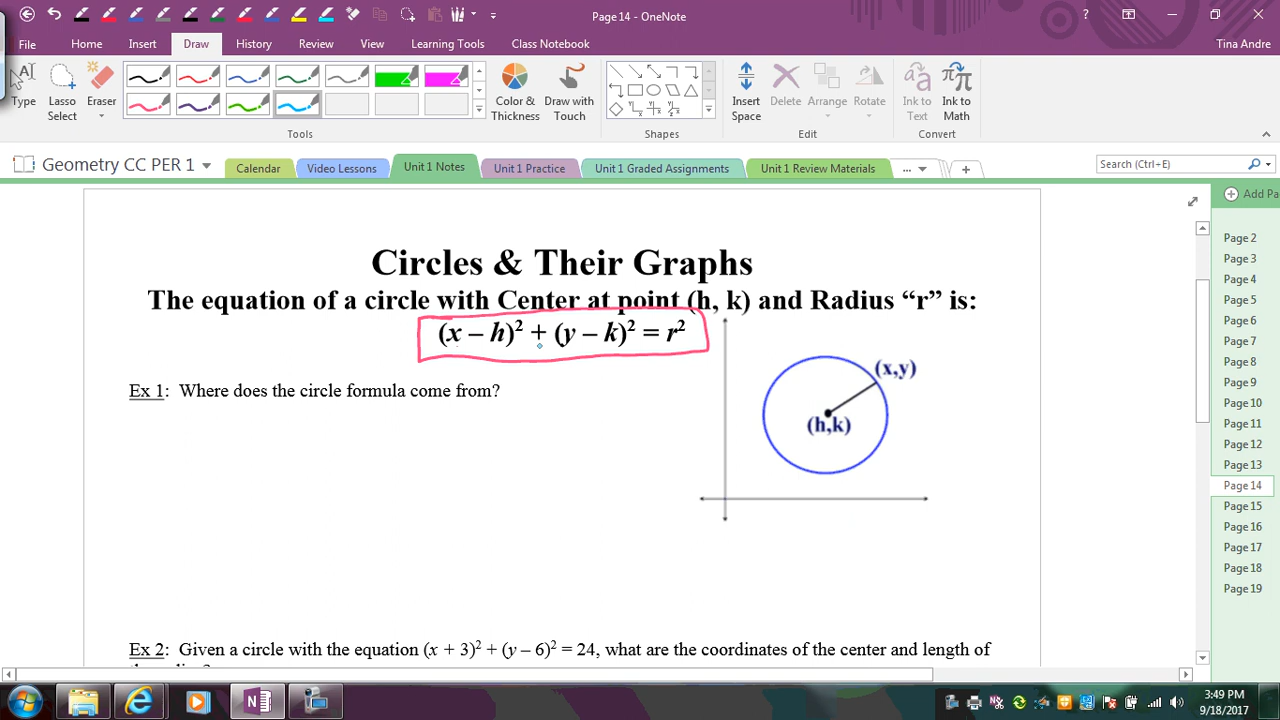 Page 14 - OneNote
?
File
Home
Insert
Draw
History
Review
View
Learning Tools
Class Notebook
Tina Andre
Type
Lasso Select
Eraser
Color & Thickness
Draw with Touch
Insert Space
Delete
Arrange
Rotate
Ink to Text
Ink to Math
Tools
Shapes
Edit
Convert
Geometry CC PER 1
Calendar
Video Lessons
Unit 1 Notes
Unit 1 Practice
Unit 1 Graded Assignments
Unit 1 Review Materials
...
Search (Ctrl+E)
Add Pa
Circles & Their Graphs
The equation of a circle with Center at point (h, k) and Radius “r” is:
(x – h)² + (y – k)² = r²
Ex 1: Where does the circle formula come from?
(x,y)
(h,k)
Ex 2: Given a circle with the equation (x + 3)² + (y – 6)² = 24, what are the coordinates of the center and length of
Page 2
Page 3
Page 4
Page 5
Page 6
Page 7
Page 8
Page 9
Page 10
Page 11
Page 12
Page 13
Page 14
Page 15
Page 16
Page 17
Page 18
Page 19
3:49 PM
9/18/2017